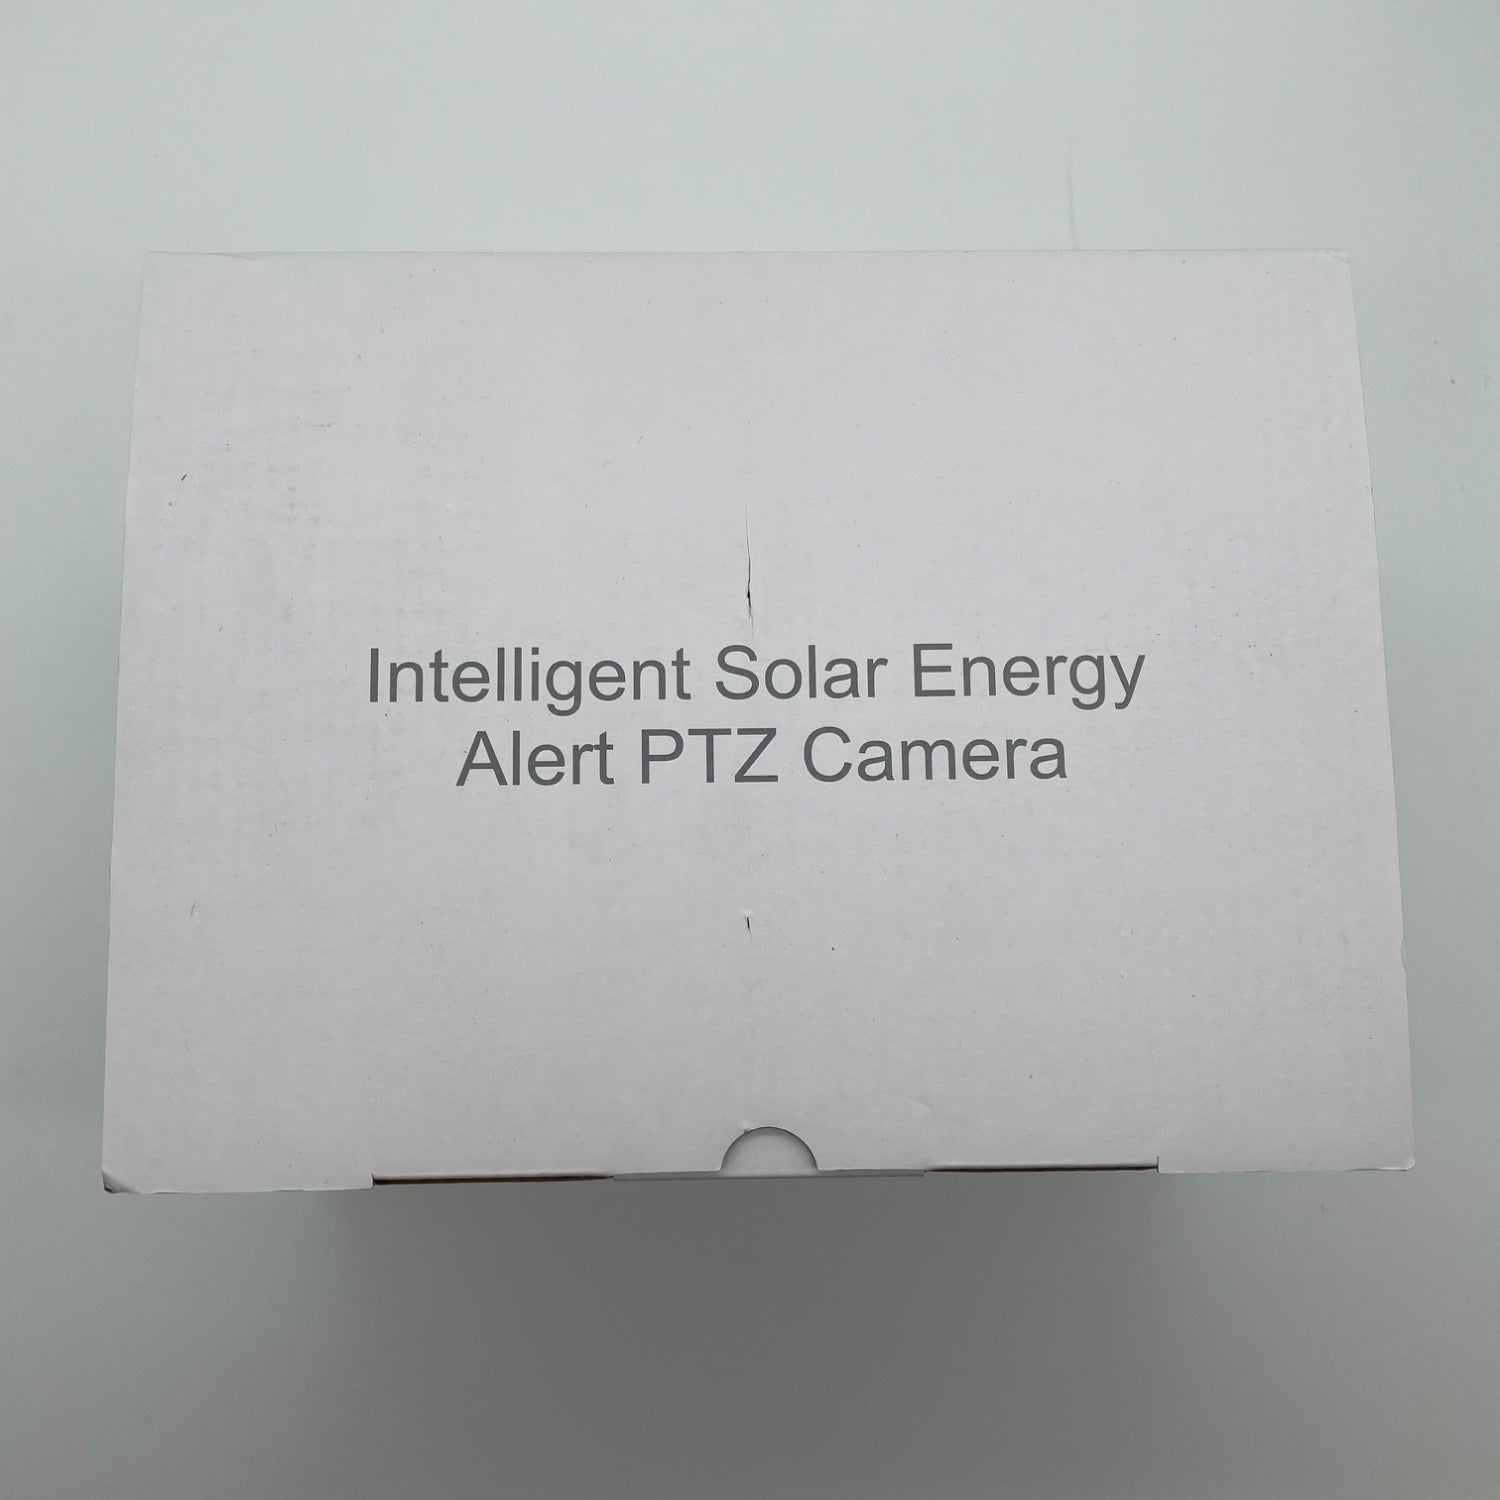 Intelligent Solar Energy
Alert PTZ Camera